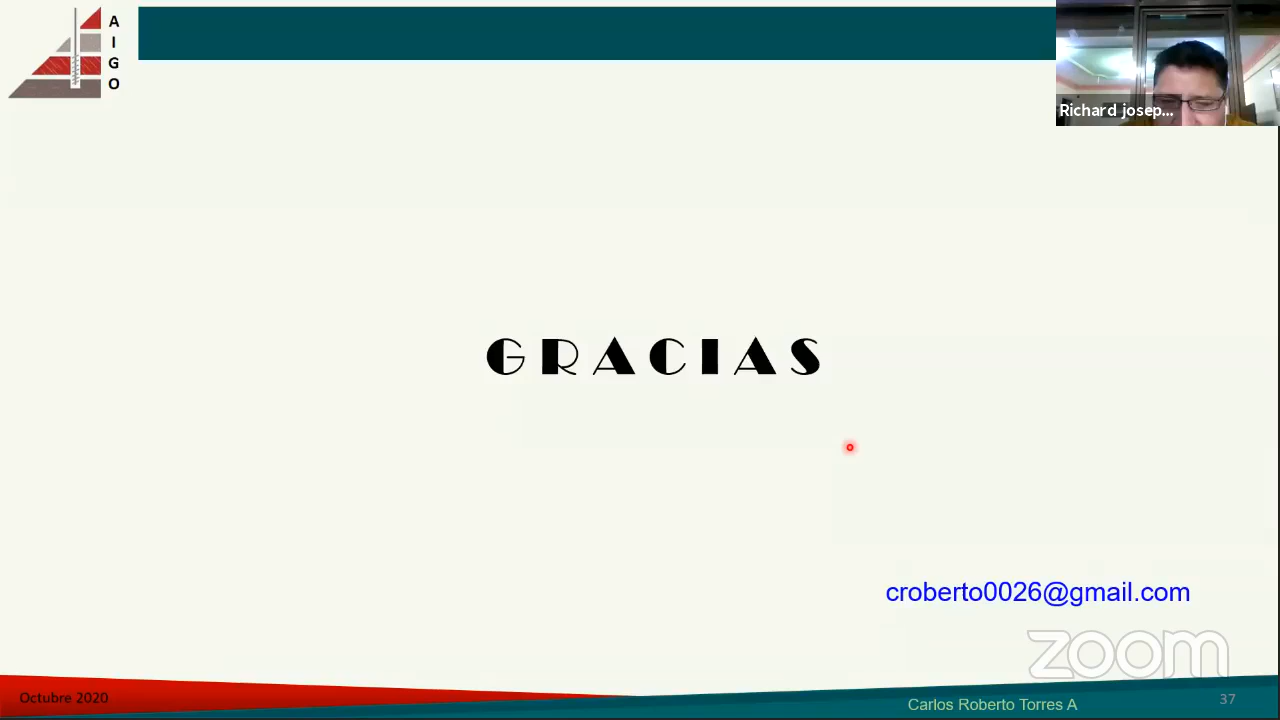 A
I
G
O
Richard josep...
GRACIAS
croberto0026@gmail.com
zoom
Octubre 2020
Carlos Roberto Torres A
37